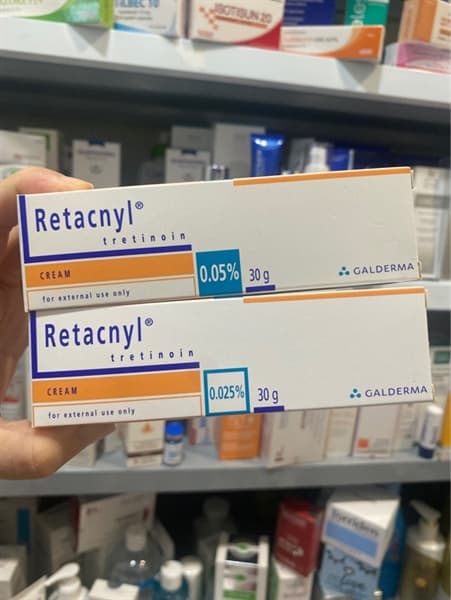 ISOTISUN 20
Retacnyl®
tretinoin
CREAM
0.05%
30 g
for external use only
GALDERMA
Retacnyl®
tretinoin
CREAM
0.025%
30 g
for external use only
GALDERMA